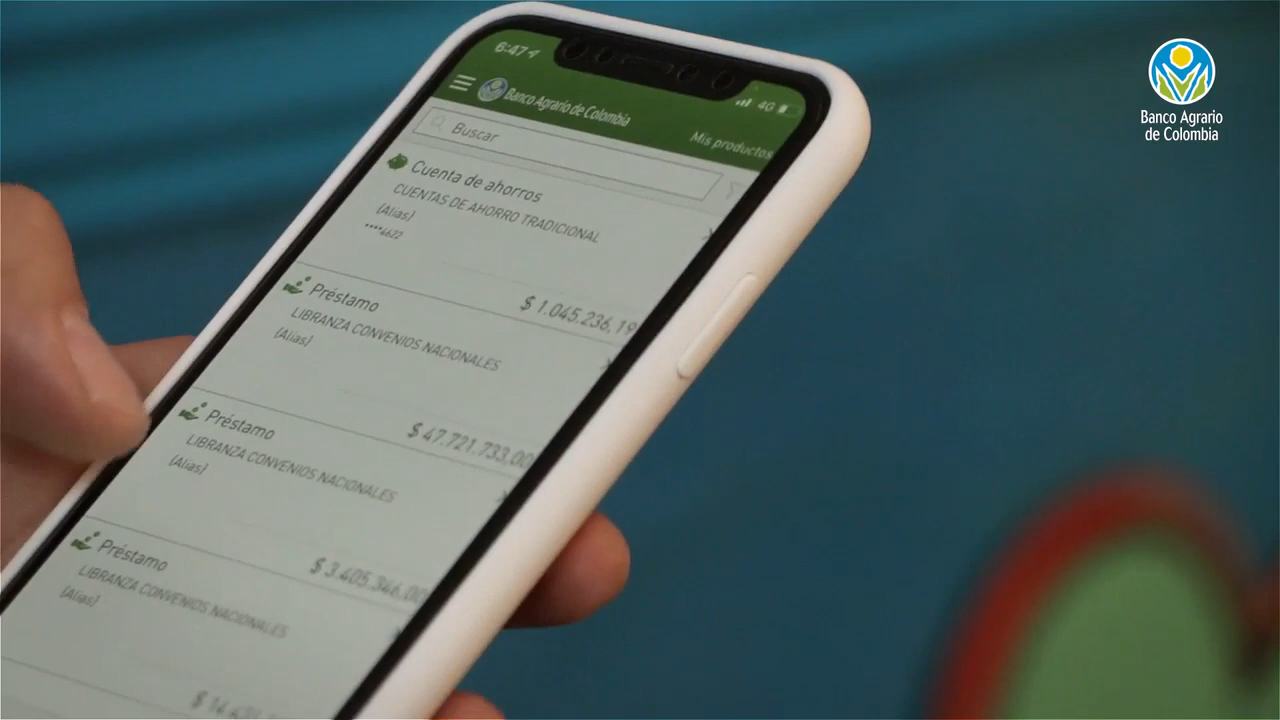 6:47
4G
Banco Agrario de Colombia
Mis productos
Buscar
Cuenta de ahorros
CUENTAS DE AHORRO TRADICIONAL
(Alias)
****4622
$ 1.045.236,19
Préstamo
LIBRANZA CONVENIOS NACIONALES
(Alias)
$ 47.721.733,00
Préstamo
LIBRANZA CONVENIOS NACIONALES
(Alias)
$ 3.405.346,00
Préstamo
LIBRANZA CONVENIOS NACIONALES
(Alias)
Banco Agrario
de Colombia